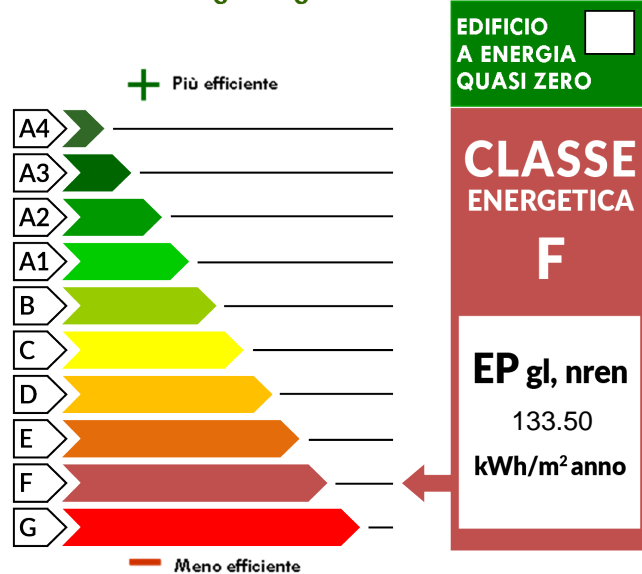 Più efficiente
A4
A3
A2
A1
B
C
D
E
F
G
Meno efficiente
EDIFICIO
A ENERGIA
QUASI ZERO
CLASSE
ENERGETICA
F
EP gl, nren
133.50
kWh/m² anno